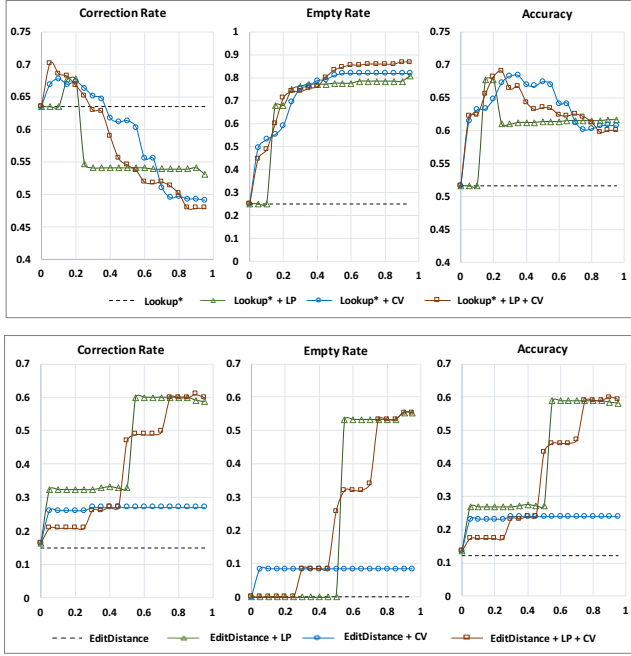 Correction Rate Empty Rate Accuracy
0.75 1 0.75
0.7 0.9 0.7
0.65 0.8 0.65
0.6 0.7 0.6
0.55 0.6 0.55
0.5 0.5 0.5
0.45 0.4 0.45
0.4 0.3 0.4
0.2
0.1
0
0 0.2 0.4 0.6 0.8 1 0 0.2 0.4 0.6 0.8 1 0 0.2 0.4 0.6 0.8 1
Lookup* Lookup* + LP Lookup* + CV Lookup* + LP + CV
Correction Rate Empty Rate Accuracy
0.7 0.7 0.7
0.6 0.6 0.6
0.5 0.5 0.5
0.4 0.4 0.4
0.3 0.3 0.3
0.2 0.2 0.2
0.1 0.1 0.1
0 0 0
0 0.2 0.4 0.6 0.8 1 0 0.2 0.4 0.6 0.8 1 0 0.2 0.4 0.6 0.8 1
EditDistance EditDistance + LP EditDistance + CV EditDistance + LP + CV